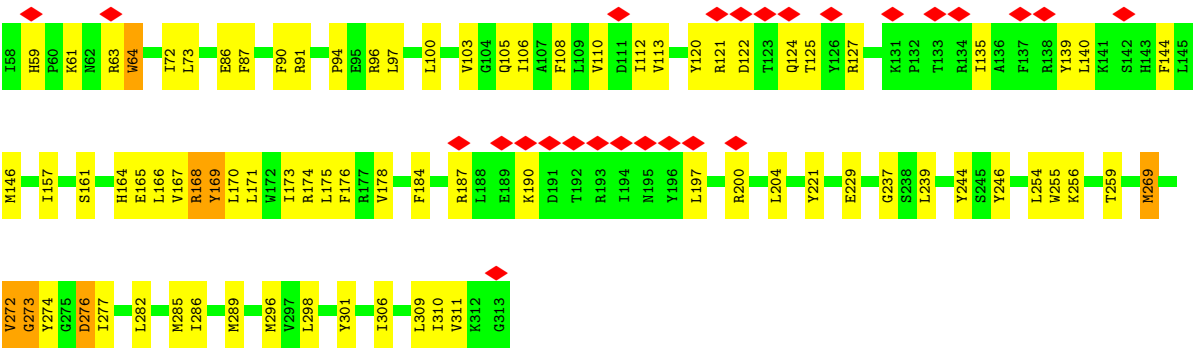 I58 H59 P60 K61 N62 R63 W64 I72 L73 E86 F87 F90 R91 P94 E95 R96 L97 L100 V103 G104 Q105 I106 A107 F108 L109 V110 D111 I112 V113 Y120 R121 D122 T123 Q124 T125 Y126 R127 K131 P132 T133 R134 I135 A136 F137 R138 Y139 L140 K141 S142 H143 F144 L145
M146 I157 S161 H164 E165 L166 V167 R168 Y169 L170 L171 W172 I173 R174 L175 F176 R177 V178 F184 R187 L188 E189 K190 D191 T192 R193 I194 N195 Y196 L197 R200 L204 Y221 E229 G237 S238 L239 Y244 S245 Y246 L254 W255 K256 T259 M269
V272 G273 Y274 G275 D276 I277 L282 M285 I286 M289 M296 V297 L298 Y301 I306 L309 I310 V311 K312 G313